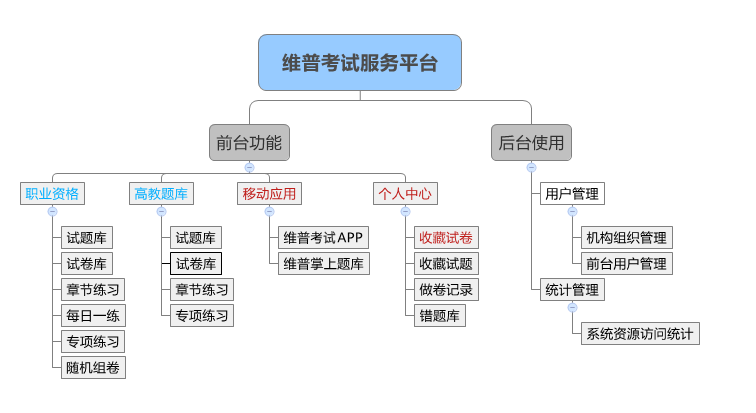 维普考试服务平台
前台功能
后台使用
职业资格
高教题库
移动应用
个人中心
用户管理
试题库
试题库
维普考试APP
收藏试卷
机构组织管理
试卷库
试卷库
维普掌上题库
收藏试题
前台用户管理
章节练习
章节练习
做卷记录
统计管理
每日一练
专项练习
错题库
系统资源访问统计
专项练习
随机组卷